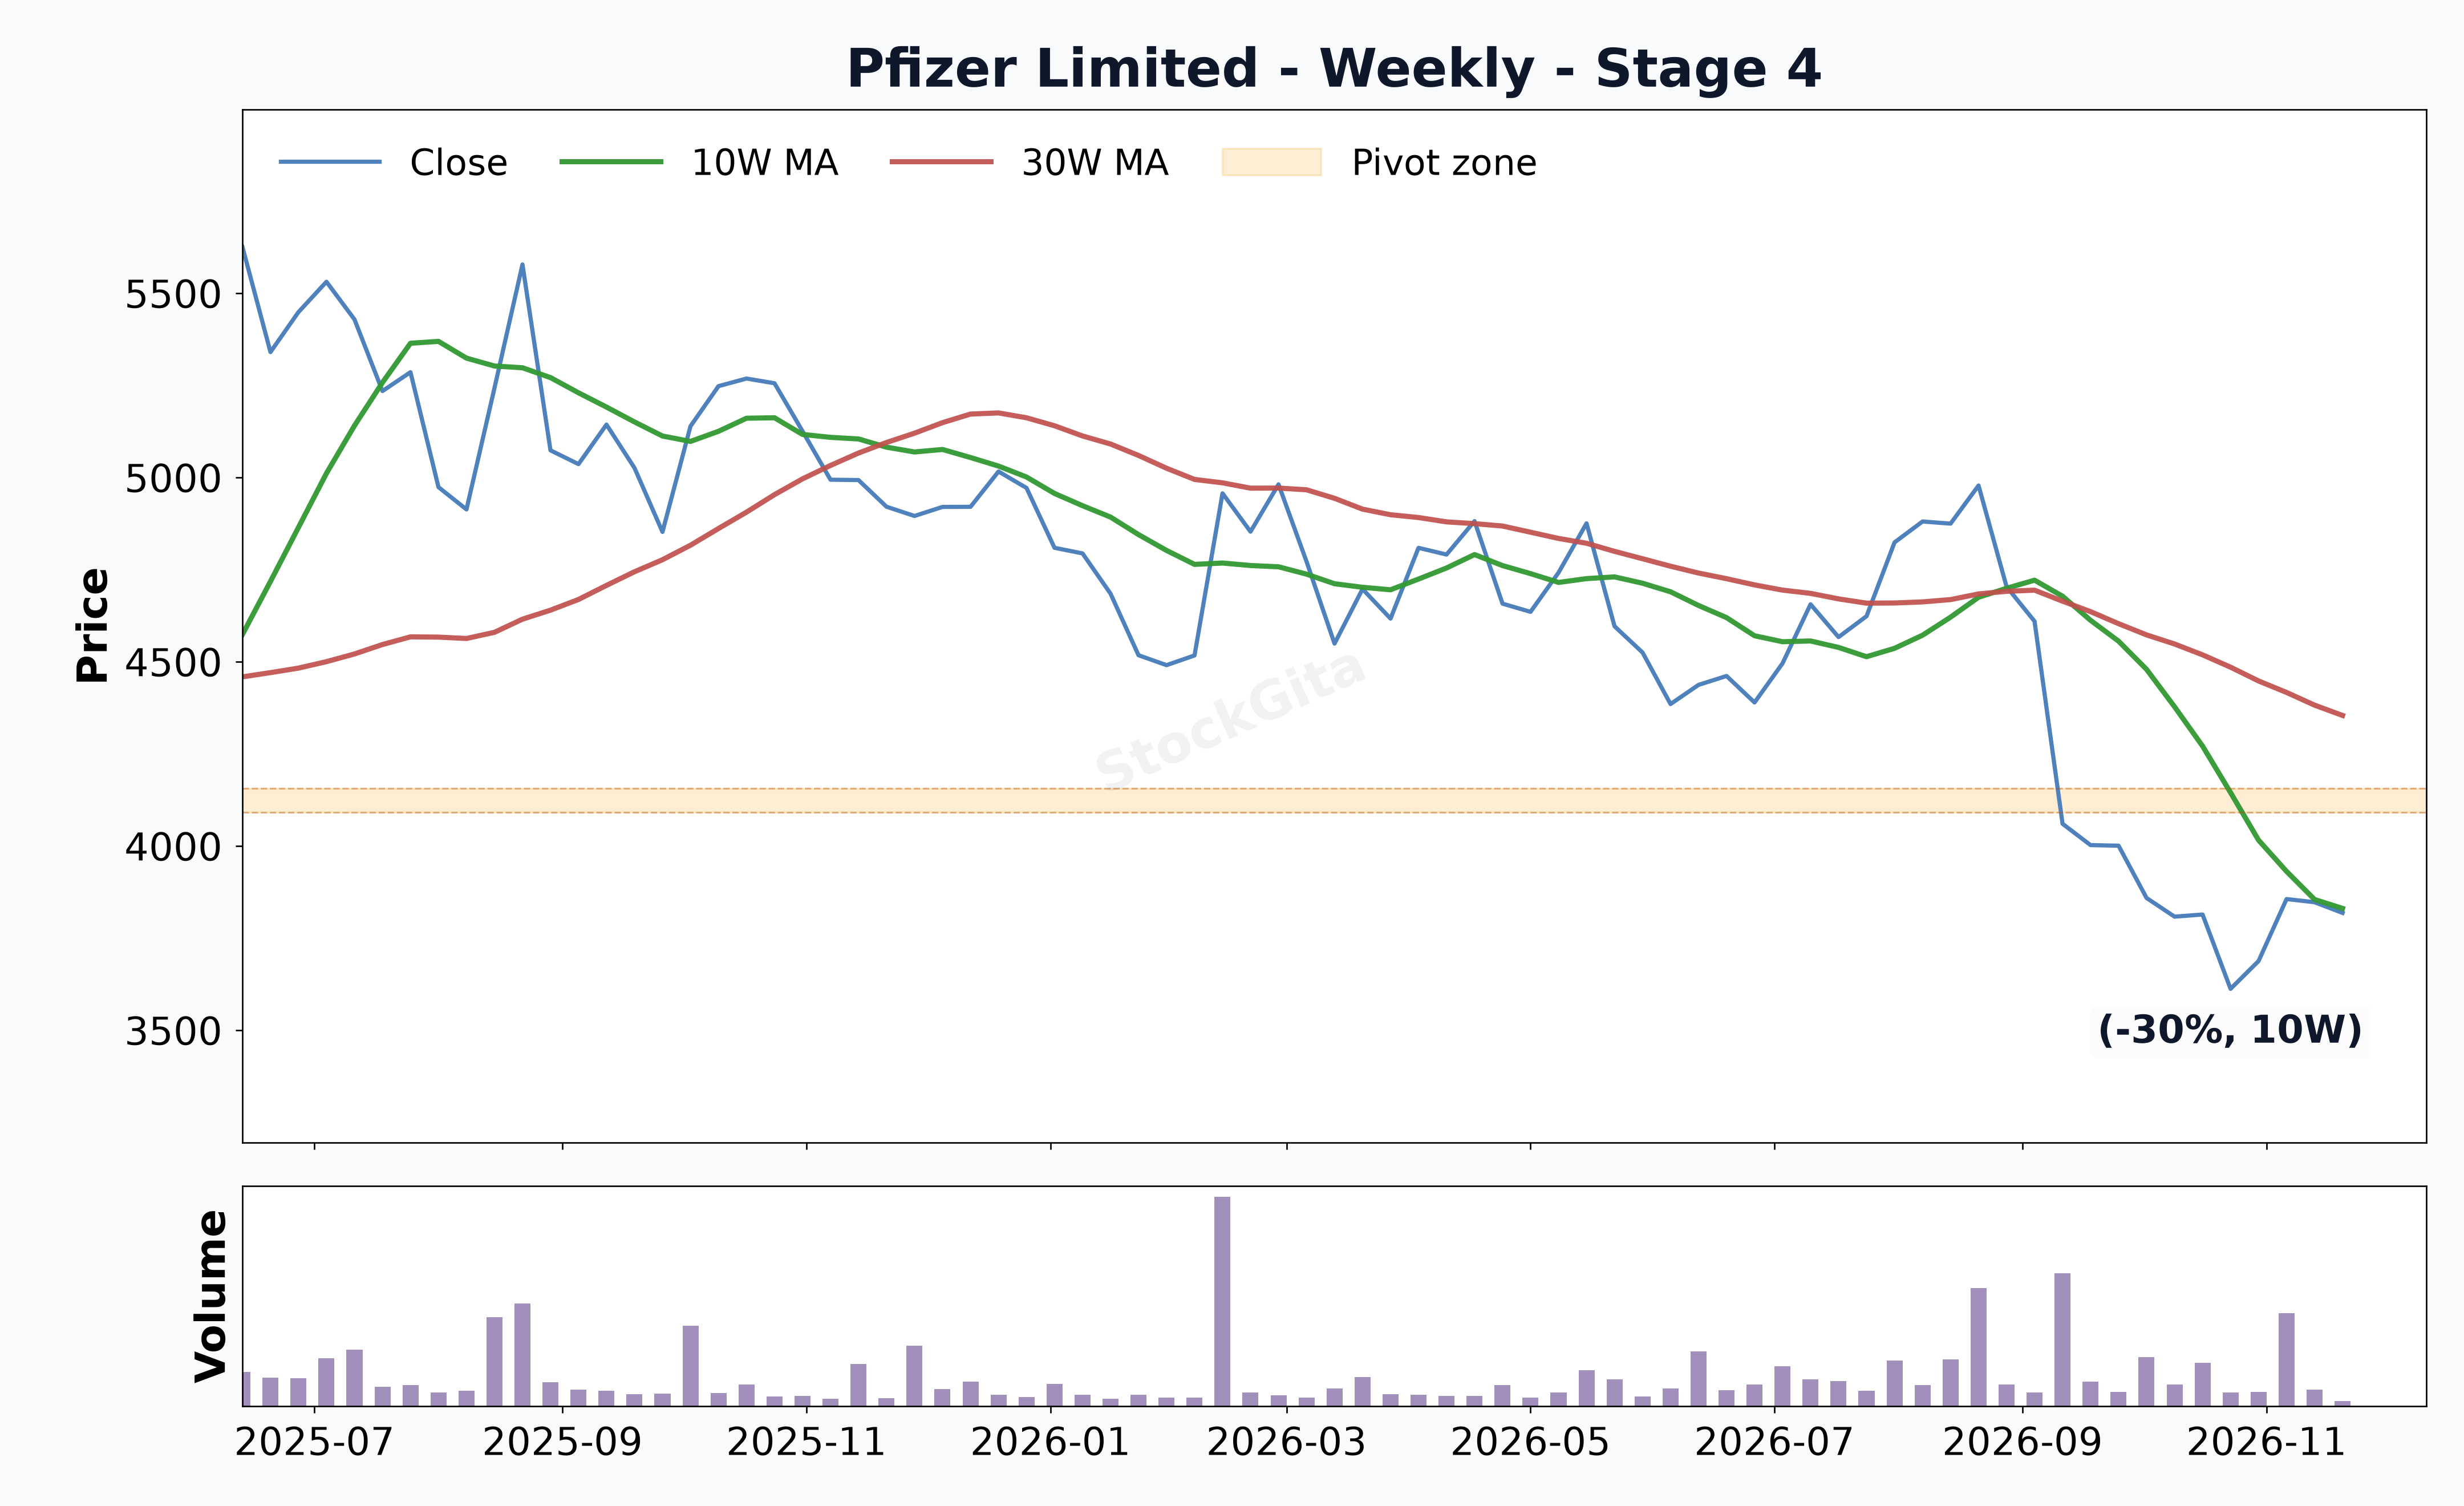 Pfizer Limited - Weekly - Stage 4
Close 10W MA 30W MA Pivot zone
Price
5500
5000
4500
4000
3500
StockGita
(-30%, 10W)
Volume
2025-07 2025-09 2025-11 2026-01 2026-03 2026-05 2026-07 2026-09 2026-11